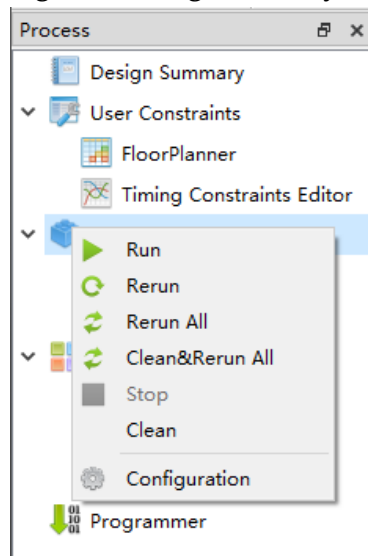 Process
Design Summary
User Constraints
FloorPlanner
Timing Constraints Editor
Run
Rerun
Rerun All
Clean&Rerun All
Stop
Clean
Configuration
Programmer